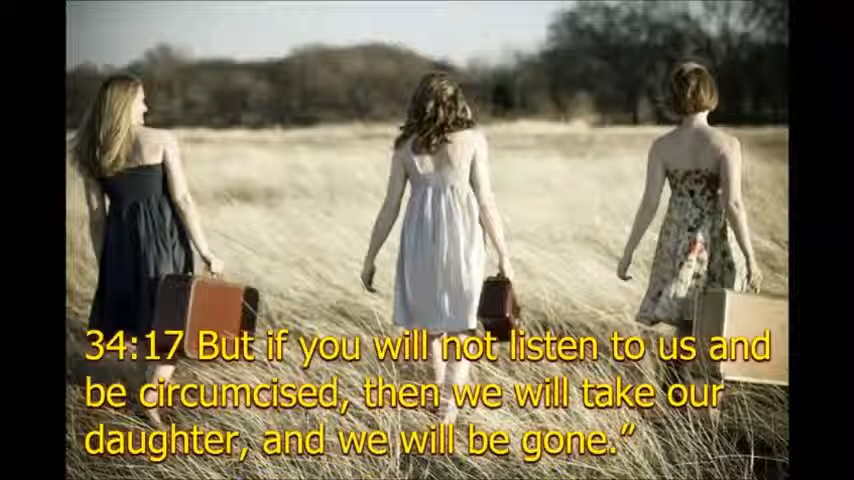 34:17 But if you will not listen to us and
be circumcised, then we will take our
daughter, and we will be gone.”